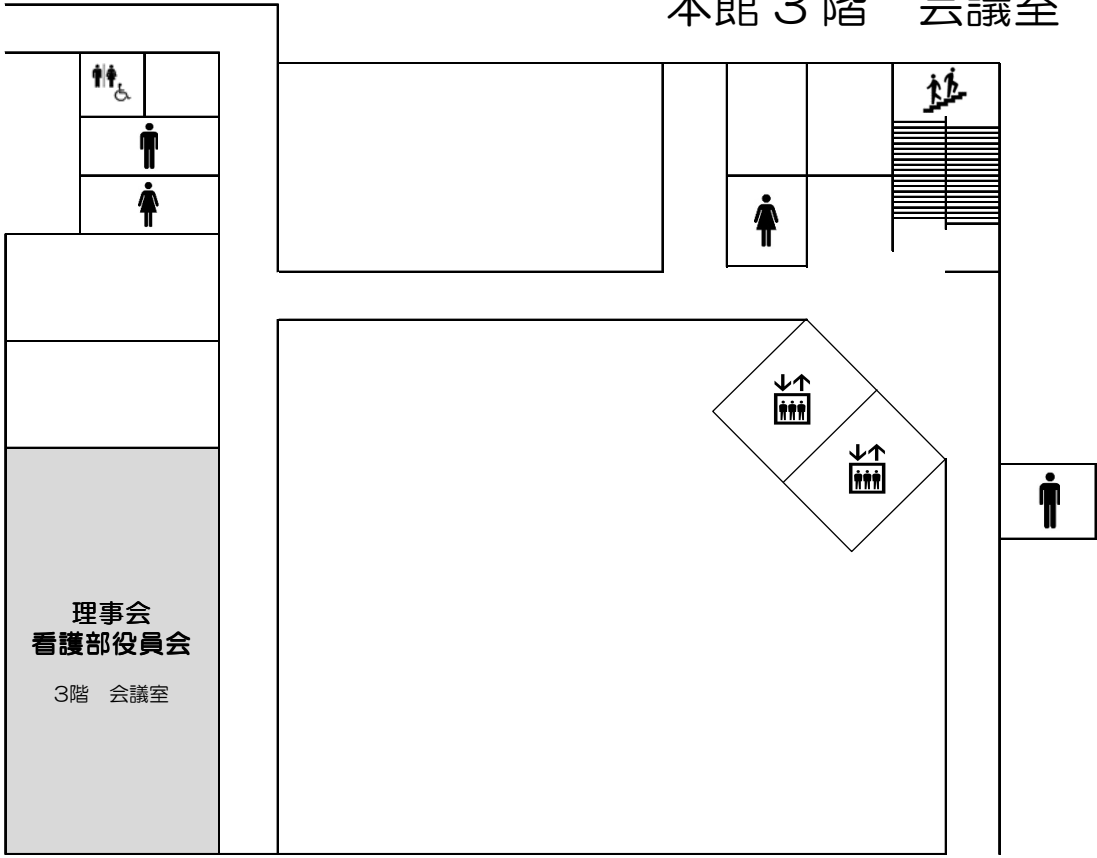 本館３階　会議室
理事会
看護部役員会
３階　会議室